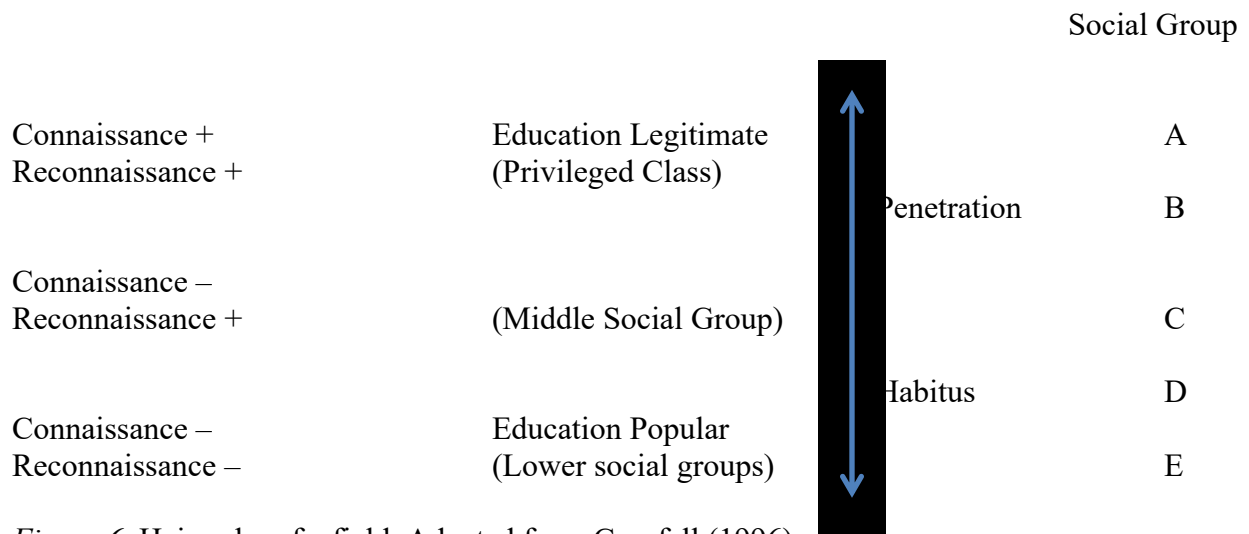 Social Group
Connaissance + Education Legitimate A
Reconnaissance + (Privileged Class)
Penetration B
Connaissance –
Reconnaissance + (Middle Social Group) C
Habitus D
Connaissance – Education Popular
Reconnaissance – (Lower social groups) E